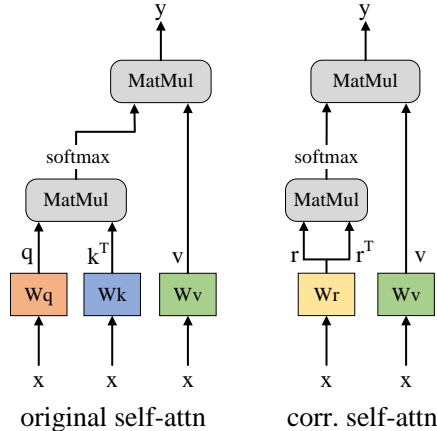 y y
MatMul MatMul
softmax softmax
MatMul MatMul
q k^T v r r^T v
Wq Wk Wv Wr Wv
x x x x x
original self-attn corr. self-attn